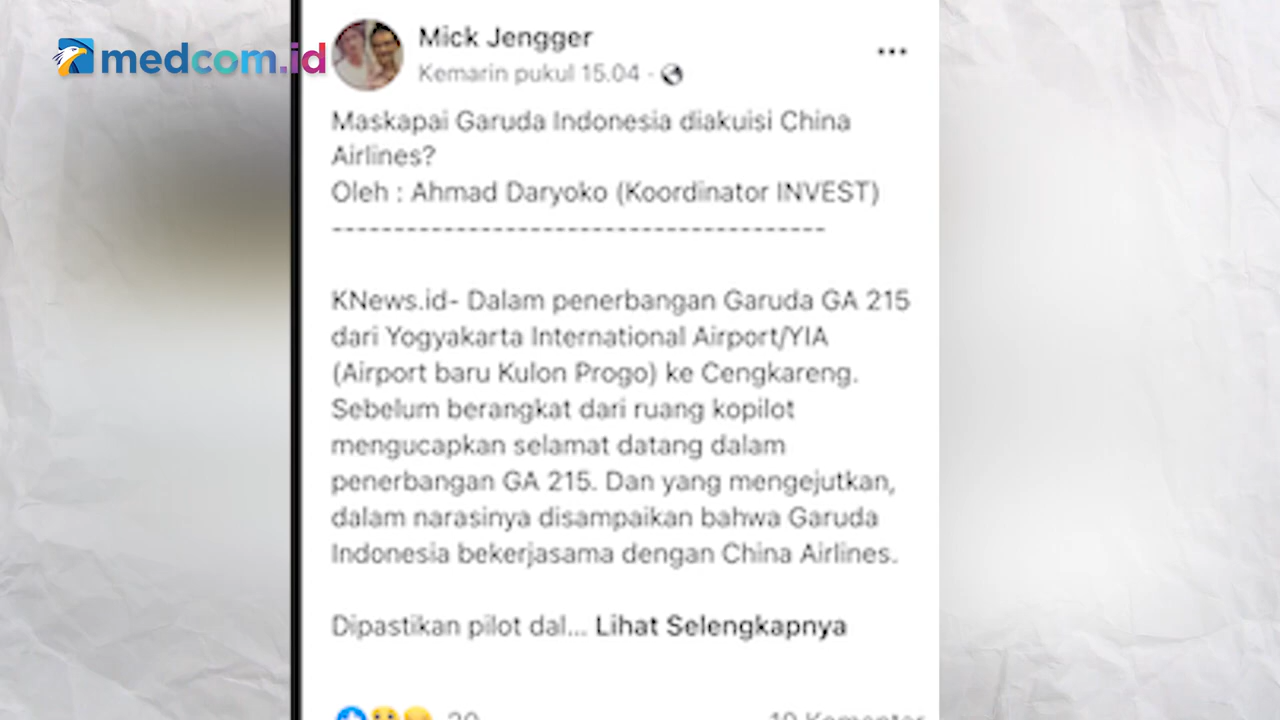 medcom.id
Mick Jengger
Kemarin pukul 15.04 ·
Maskapai Garuda Indonesia diakuisi China
Airlines?
Oleh : Ahmad Daryoko (Koordinator INVEST)
----------------------------------------
KNews.id- Dalam penerbangan Garuda GA 215
dari Yogyakarta International Airport/YIA
(Airport baru Kulon Progo) ke Cengkareng.
Sebelum berangkat dari ruang kopilot
mengucapkan selamat datang dalam
penerbangan GA 215. Dan yang mengejutkan,
dalam narasinya disampaikan bahwa Garuda
Indonesia bekerjasama dengan China Airlines.
Dipastikan pilot dal... Lihat Selengkapnya